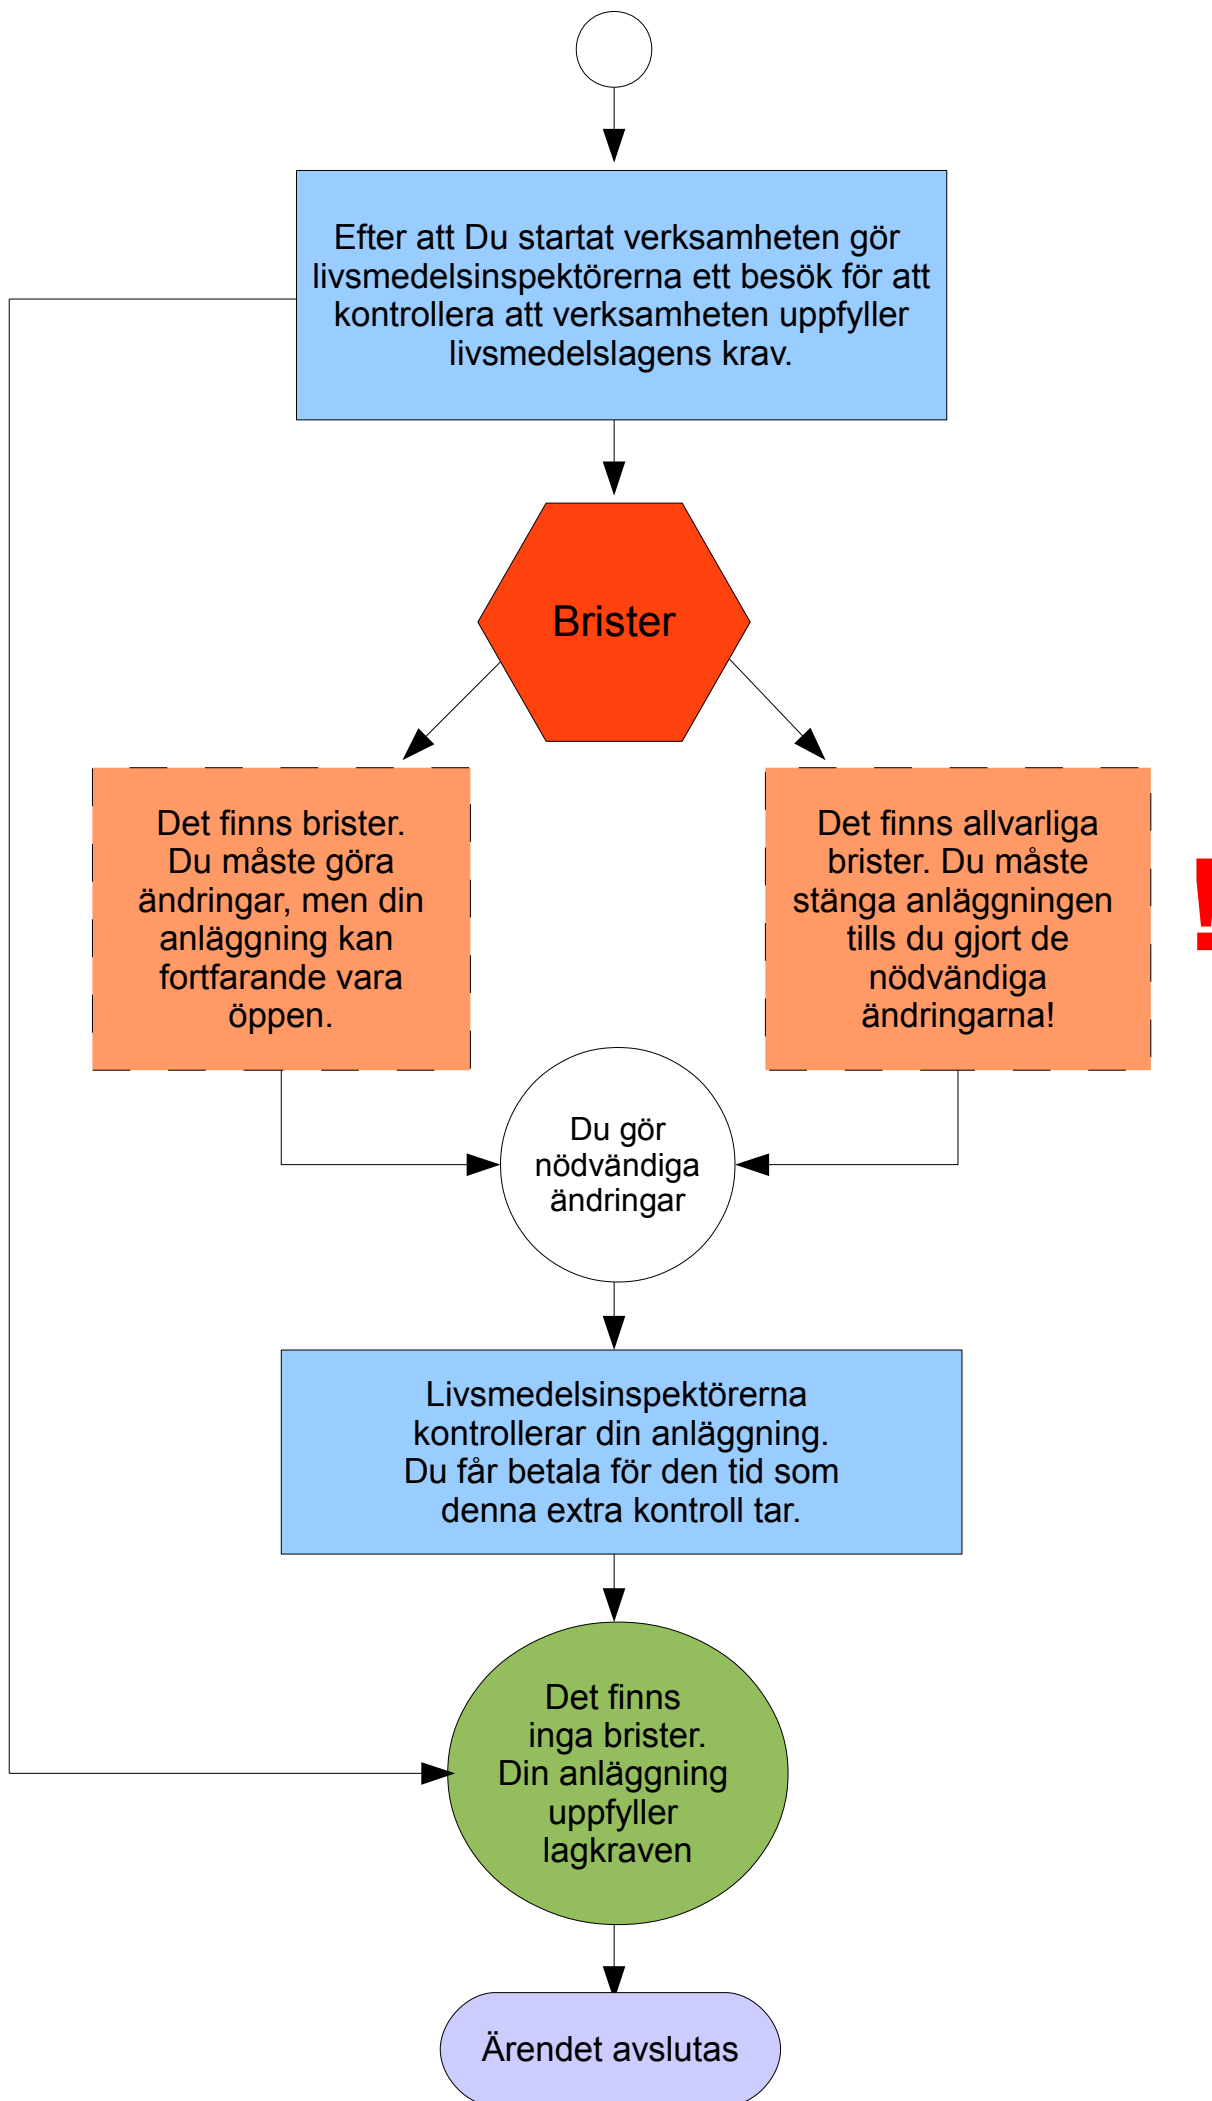 Efter att Du startat verksamheten gör
livsmedelsinspektörerna ett besök för att
kontrollera att verksamheten uppfyller
livsmedelslagens krav.
Brister
Det finns brister.
Du måste göra
ändringar, men din
anläggning kan
fortfarande vara
öppen.
Det finns allvarliga
brister. Du måste
stänga anläggningen
tills du gjort de
nödvändiga
ändringarna!
!
Du gör
nödvändiga
ändringar
Livsmedelsinspektörerna
kontrollerar din anläggning.
Du får betala för den tid som
denna extra kontroll tar.
Det finns
inga brister.
Din anläggning
uppfyller
lagkraven
Ärendet avslutas